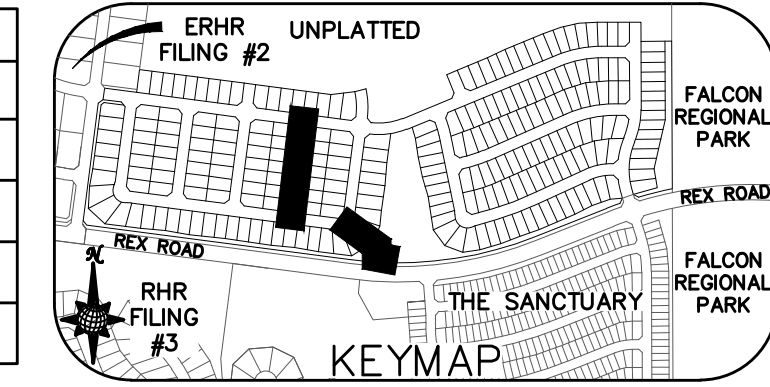 ERHR
FILING #2
UNPLATTED
FALCON
REGIONAL
PARK
REX ROAD
REX ROAD
N
RHR
FILING
#3
THE SANCTUARY
FALCON
REGIONAL
PARK
KEYMAP